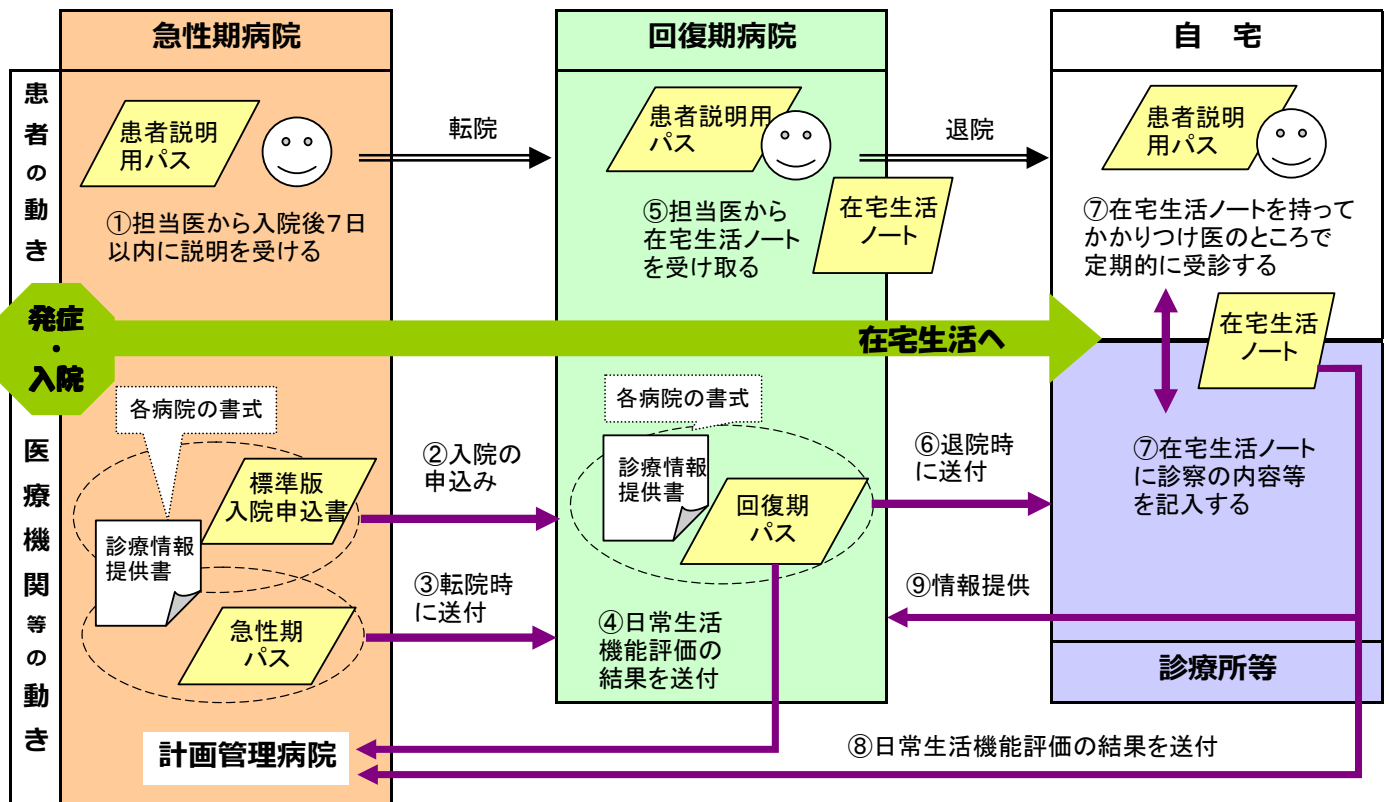 急性期病院
回復期病院
自　宅
患者の動き
患者説明
用パス
転院
患者説明用
パス
退院
患者説明
用パス
①担当医から入院後７日
以内に説明を受ける
⑤担当医から
在宅生活ノート
を受け取る
在宅生活
ノート
⑦在宅生活ノートを持って
かかりつけ医のところで
定期的に受診する
発症
・
入院
在宅生活へ
在宅生活
ノート
医療機関等の動き
各病院の書式
標準版
入院申込書
診療情報
提供書
②入院の
申込み
各病院の書式
診療情報
提供書
回復期
パス
⑥退院時
に送付
⑦在宅生活ノート
に診察の内容等
を記入する
急性期
パス
③転院時
に送付
④日常生活
機能評価の
結果を送付
⑨情報提供
診療所等
計画管理病院
⑧日常生活機能評価の結果を送付